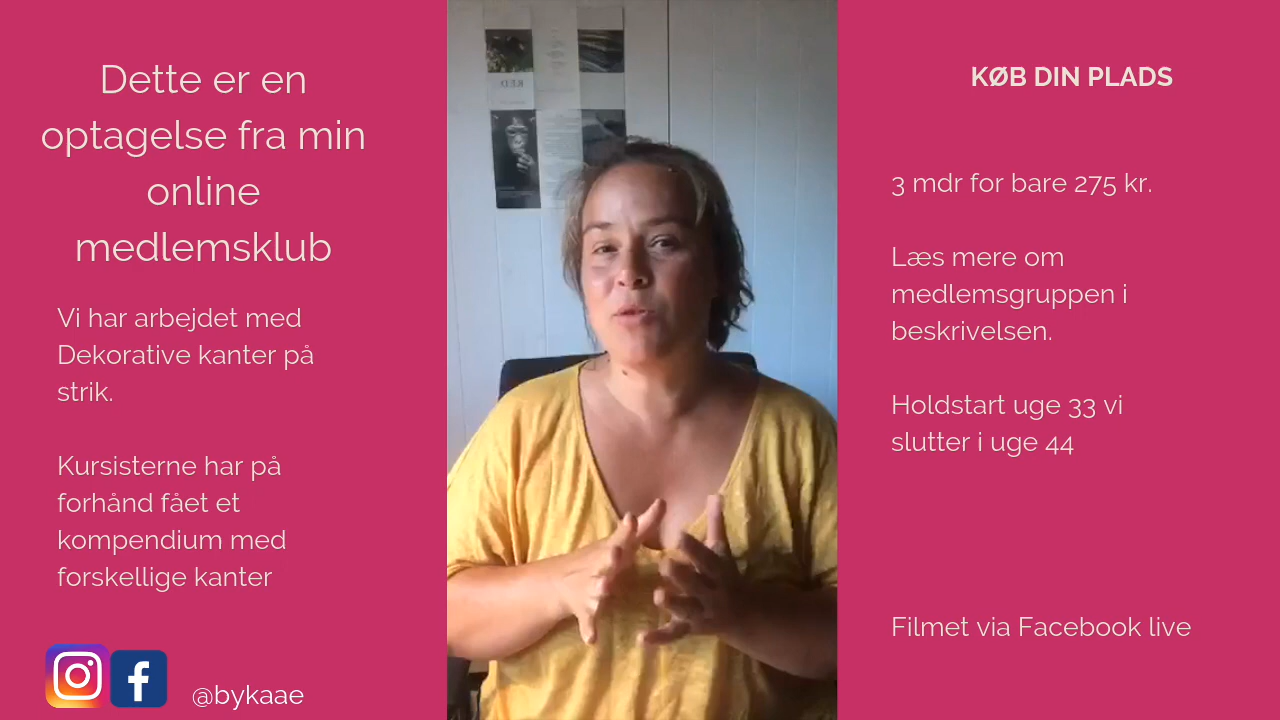 Dette er en
optagelse fra min
online
medlemsklub
Vi har arbejdet med
Dekorative kanter på
strik.
Kursisterne har på
forhånd fået et
kompendium med
forskellige kanter
@bykaae
KØB DIN PLADS
3 mdr for bare 275 kr.
Læs mere om
medlemsgruppen i
beskrivelsen.
Holdstart uge 33 vi
slutter i uge 44
Filmet via Facebook live